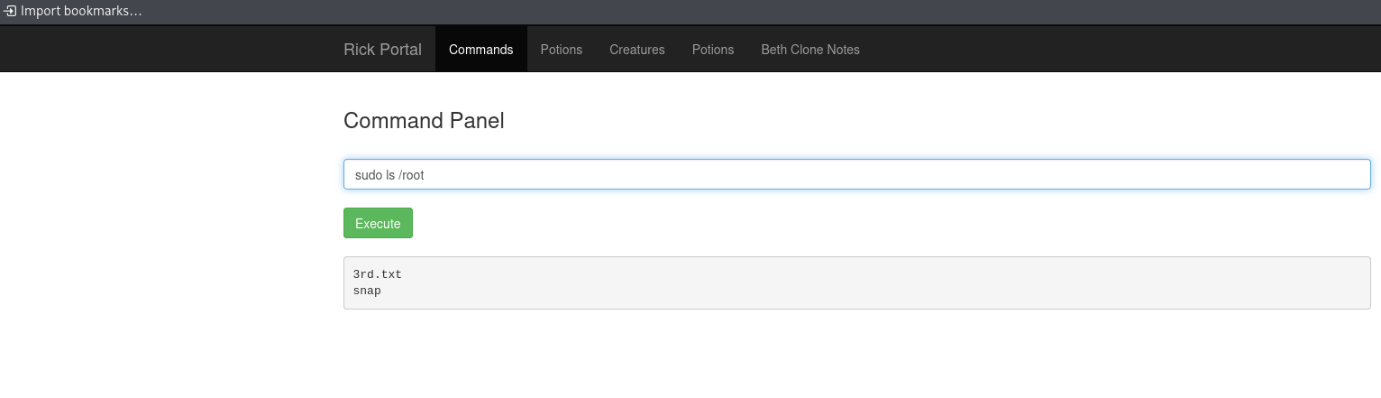 Import bookmarks...
Rick Portal Commands Potions Creatures Potions Beth Clone Notes
Command Panel
sudo ls /root
Execute
3rd.txt
snap